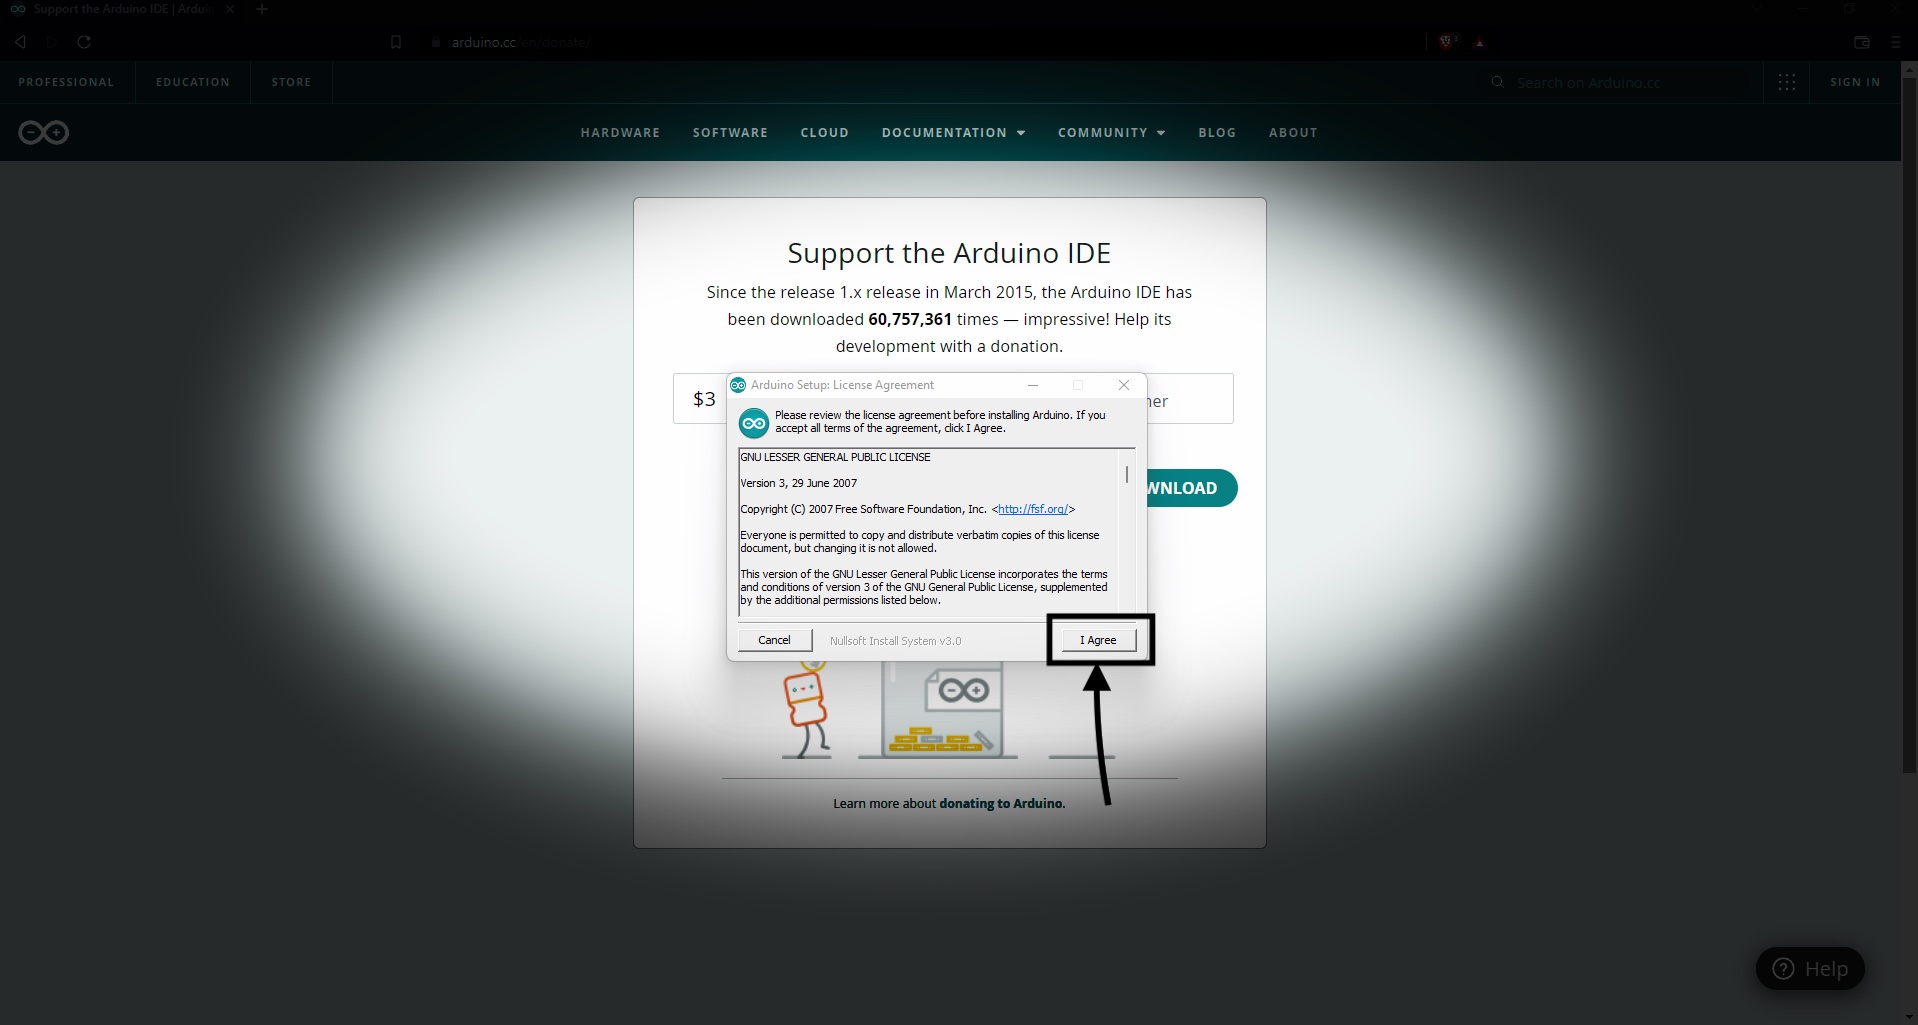 Support the Arduino IDE | Ardui
arduino.cc/en/donate/
PROFESSIONAL
EDUCATION
STORE
Search on Arduino.cc
SIGN IN
HARDWARE
SOFTWARE
CLOUD
DOCUMENTATION
COMMUNITY
BLOG
ABOUT
Support the Arduino IDE
Since the release 1.x release in March 2015, the Arduino IDE has
been downloaded 60,757,361 times — impressive! Help its
development with a donation.
$3
her
WNLOAD
Arduino Setup: License Agreement
Please review the license agreement before installing Arduino. If you
accept all terms of the agreement, click I Agree.
GNU LESSER GENERAL PUBLIC LICENSE
Version 3, 29 June 2007
Copyright (C) 2007 Free Software Foundation, Inc. <http://fsf.org/>
Everyone is permitted to copy and distribute verbatim copies of this license
document, but changing it is not allowed.
This version of the GNU Lesser General Public License incorporates the terms
and conditions of version 3 of the GNU General Public License, supplemented
by the additional permissions listed below.
Cancel
Nullsoft Install System v3.0
I Agree
Learn more about donating to Arduino.
Help